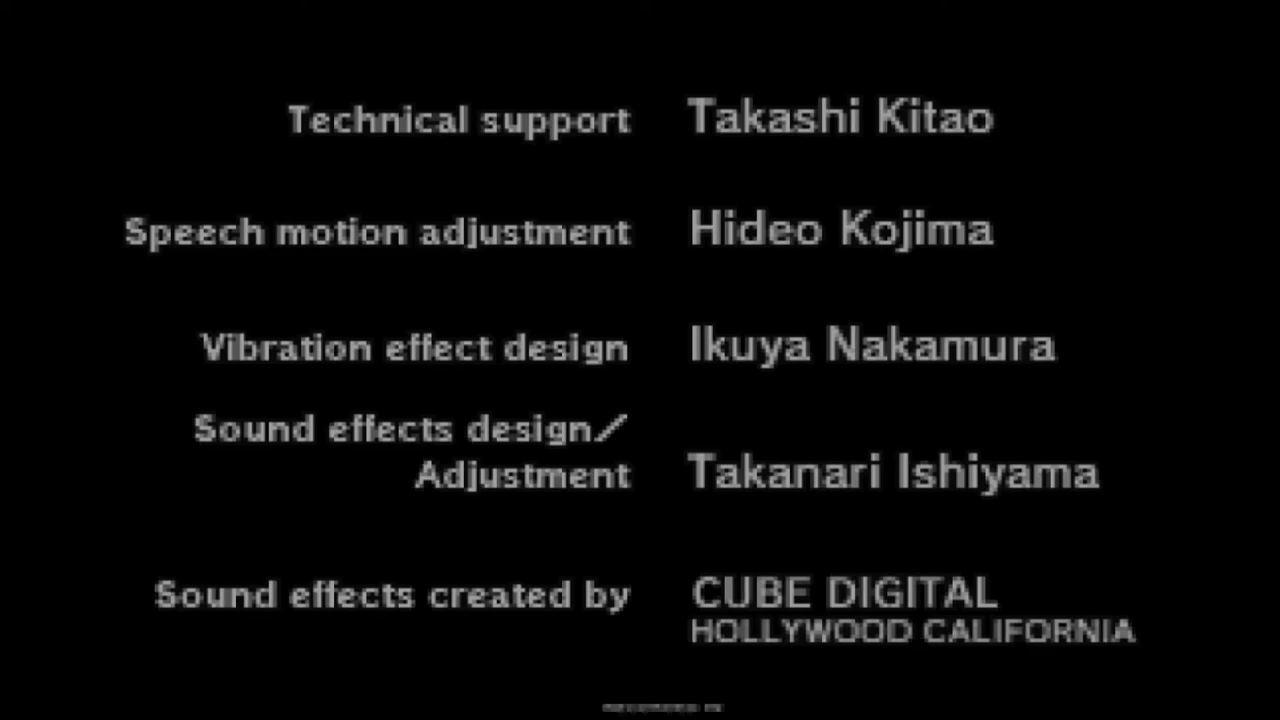 Technical support Takashi Kitao
Speech motion adjustment Hideo Kojima
Vibration effect design Ikuya Nakamura
Sound effects design/
Adjustment Takanari Ishiyama
Sound effects created by CUBE DIGITAL
HOLLYWOOD CALIFORNIA